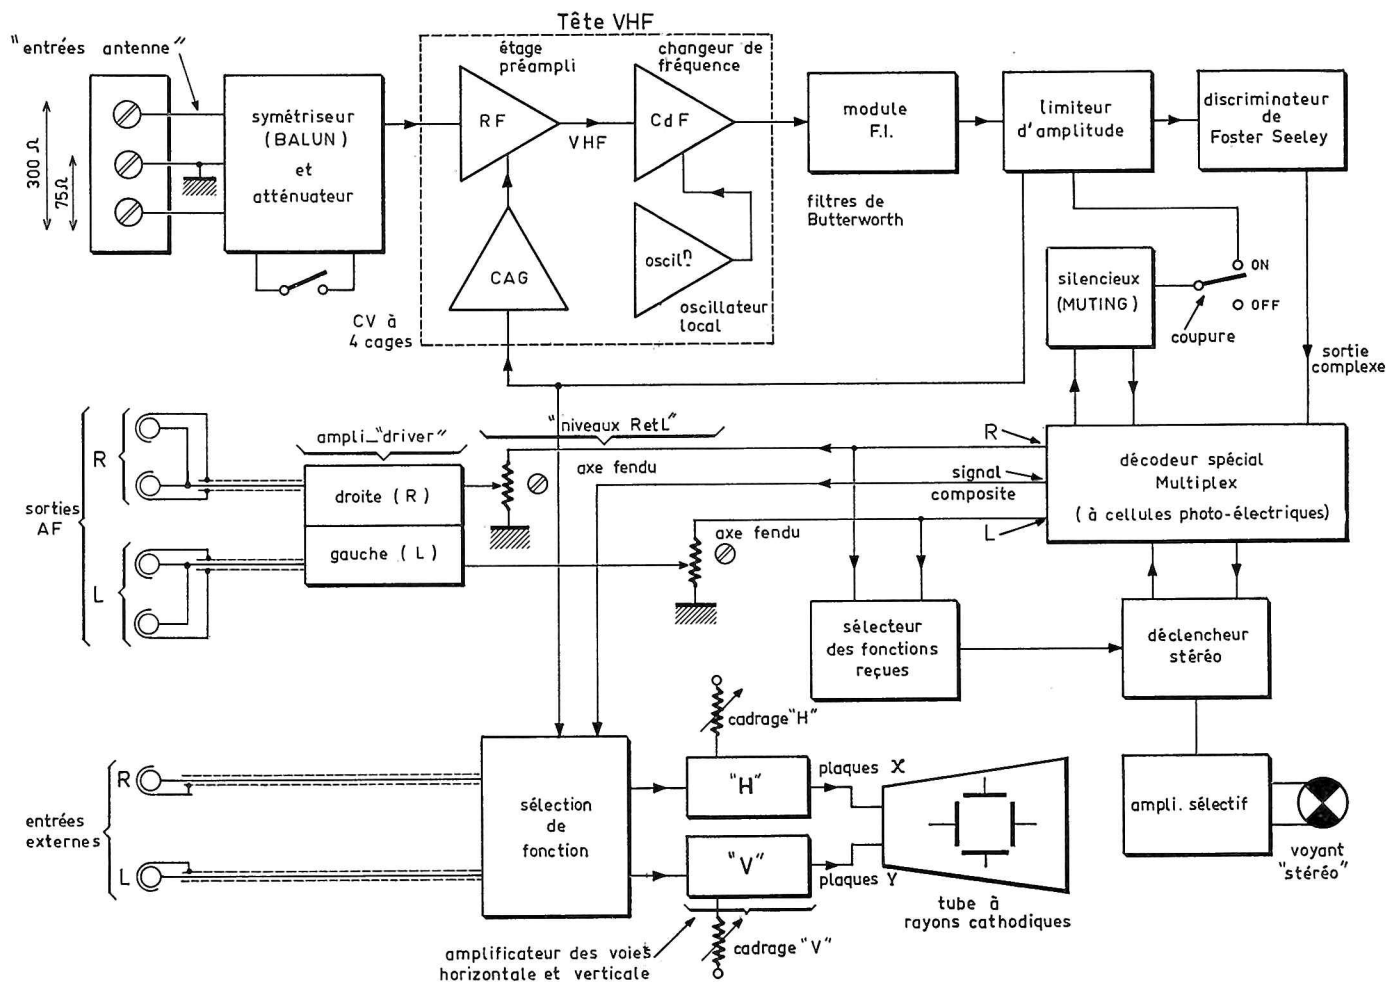 Tête VHF
"entrées antenne"
étage
préampli
changeur de
fréquence
300 Ω
75Ω
symétriseur
(BALUN)
et
atténuateur
RF
VHF
CdF
module
F.I.
limiteur
d'amplitude
discriminateur
de
Foster Seeley
filtres de
Butterworth
CAG
oscilⁿ
oscillateur
local
CV à
4 cages
silencieux
(MUTING)
ON
OFF
coupure
sortie
complexe
sorties
AF
R
L
ampli_"driver"
"niveaux RetL"
droite (R)
gauche (L)
axe fendu
axe fendu
R
signal
composite
L
décodeur spécial
Multiplex
(à cellules photo-électriques)
sélecteur
des fonctions
reçues
déclencheur
stéréo
ampli. sélectif
voyant
"stéréo"
entrées
externes
R
L
sélection
de
fonction
cadrage"H"
"H"
"V"
plaques X
plaques Y
cadrage"V"
tube à
rayons cathodiques
amplificateur des voies
horizontale et verticale